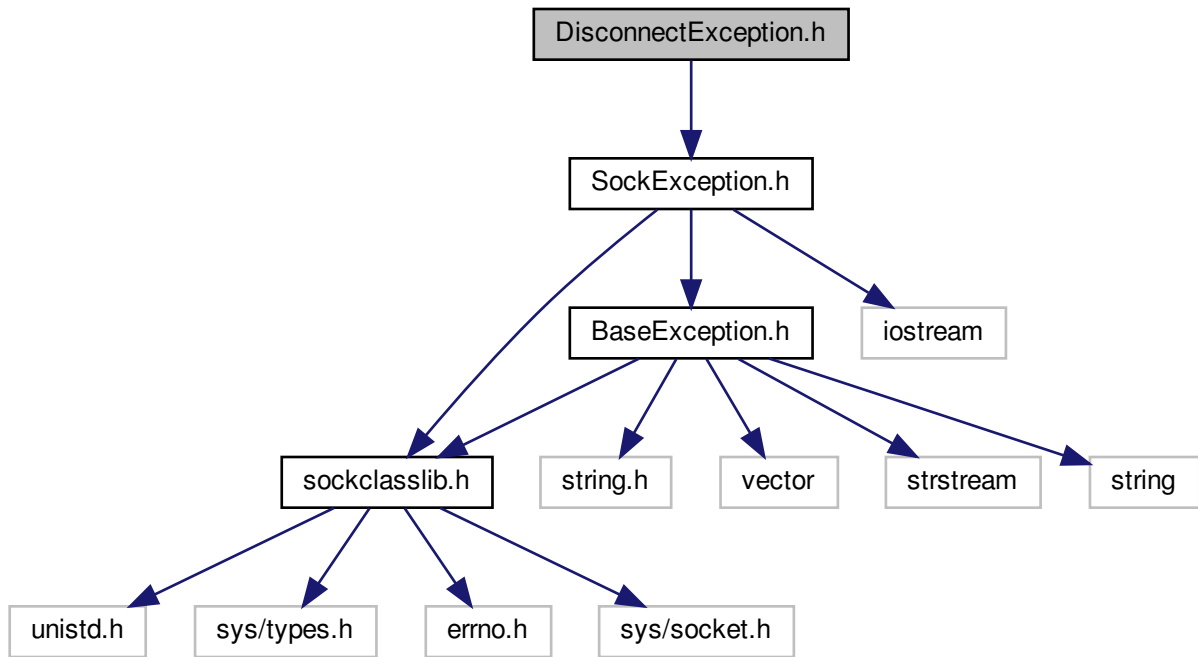 DisconnectException.h
SockException.h
BaseException.h
iostream
sockclasslib.h
string.h
vector
strstream
string
unistd.h
sys/types.h
errno.h
sys/socket.h